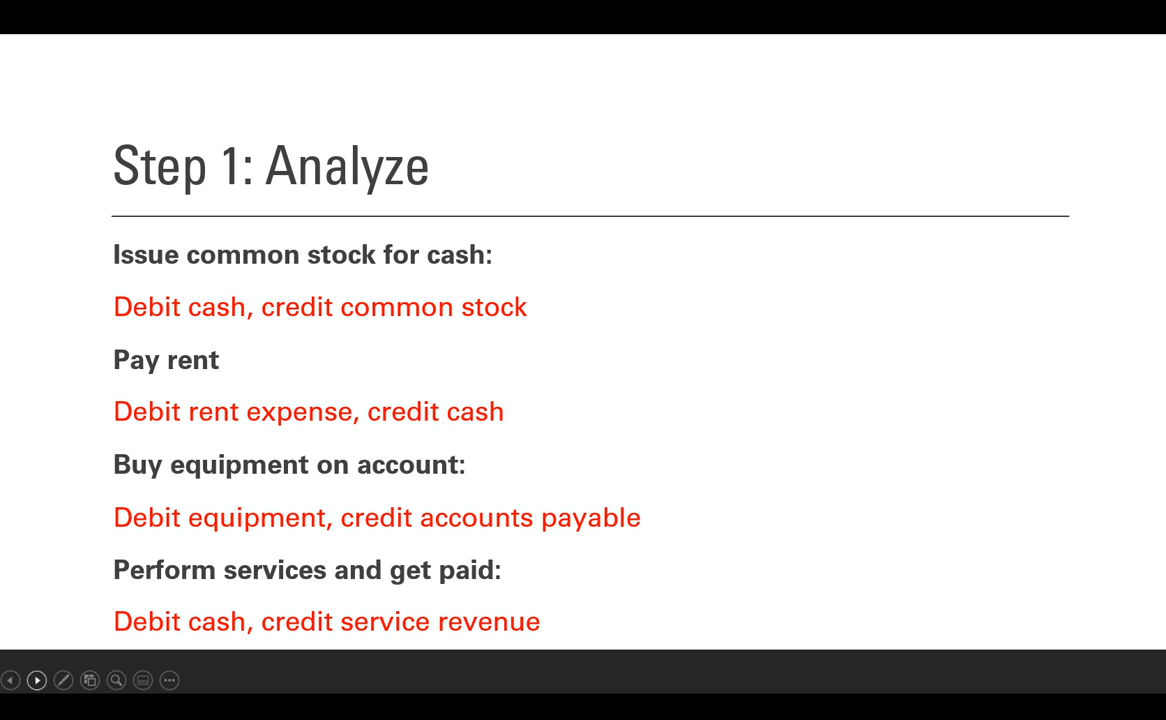 Step 1: Analyze
Issue common stock for cash:
Debit cash, credit common stock
Pay rent
Debit rent expense, credit cash
Buy equipment on account:
Debit equipment, credit accounts payable
Perform services and get paid:
Debit cash, credit service revenue